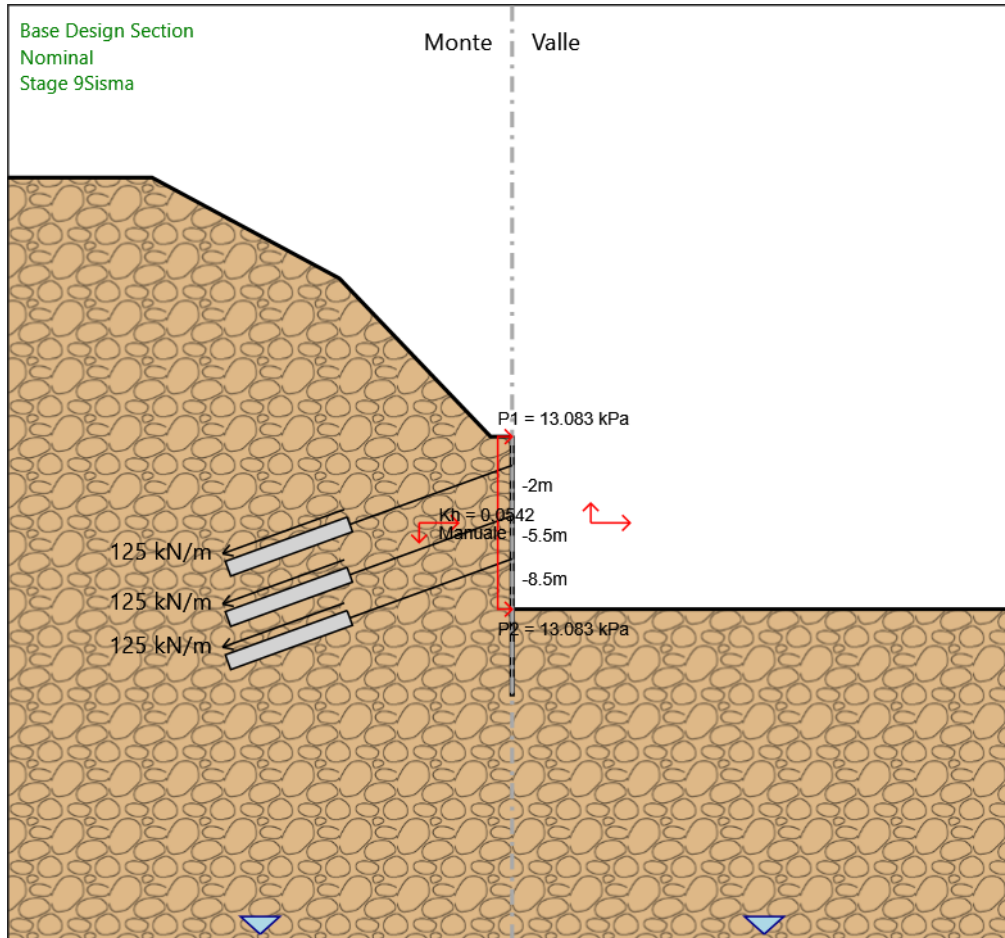 Base Design Section
Nominal
Stage 9Sisma
Monte
Valle
P1 = 13.083 kPa
-2m
Kh = 0.0542
Manuale
-5.5m
125 kN/m
-8.5m
125 kN/m
P2 = 13.083 kPa
125 kN/m